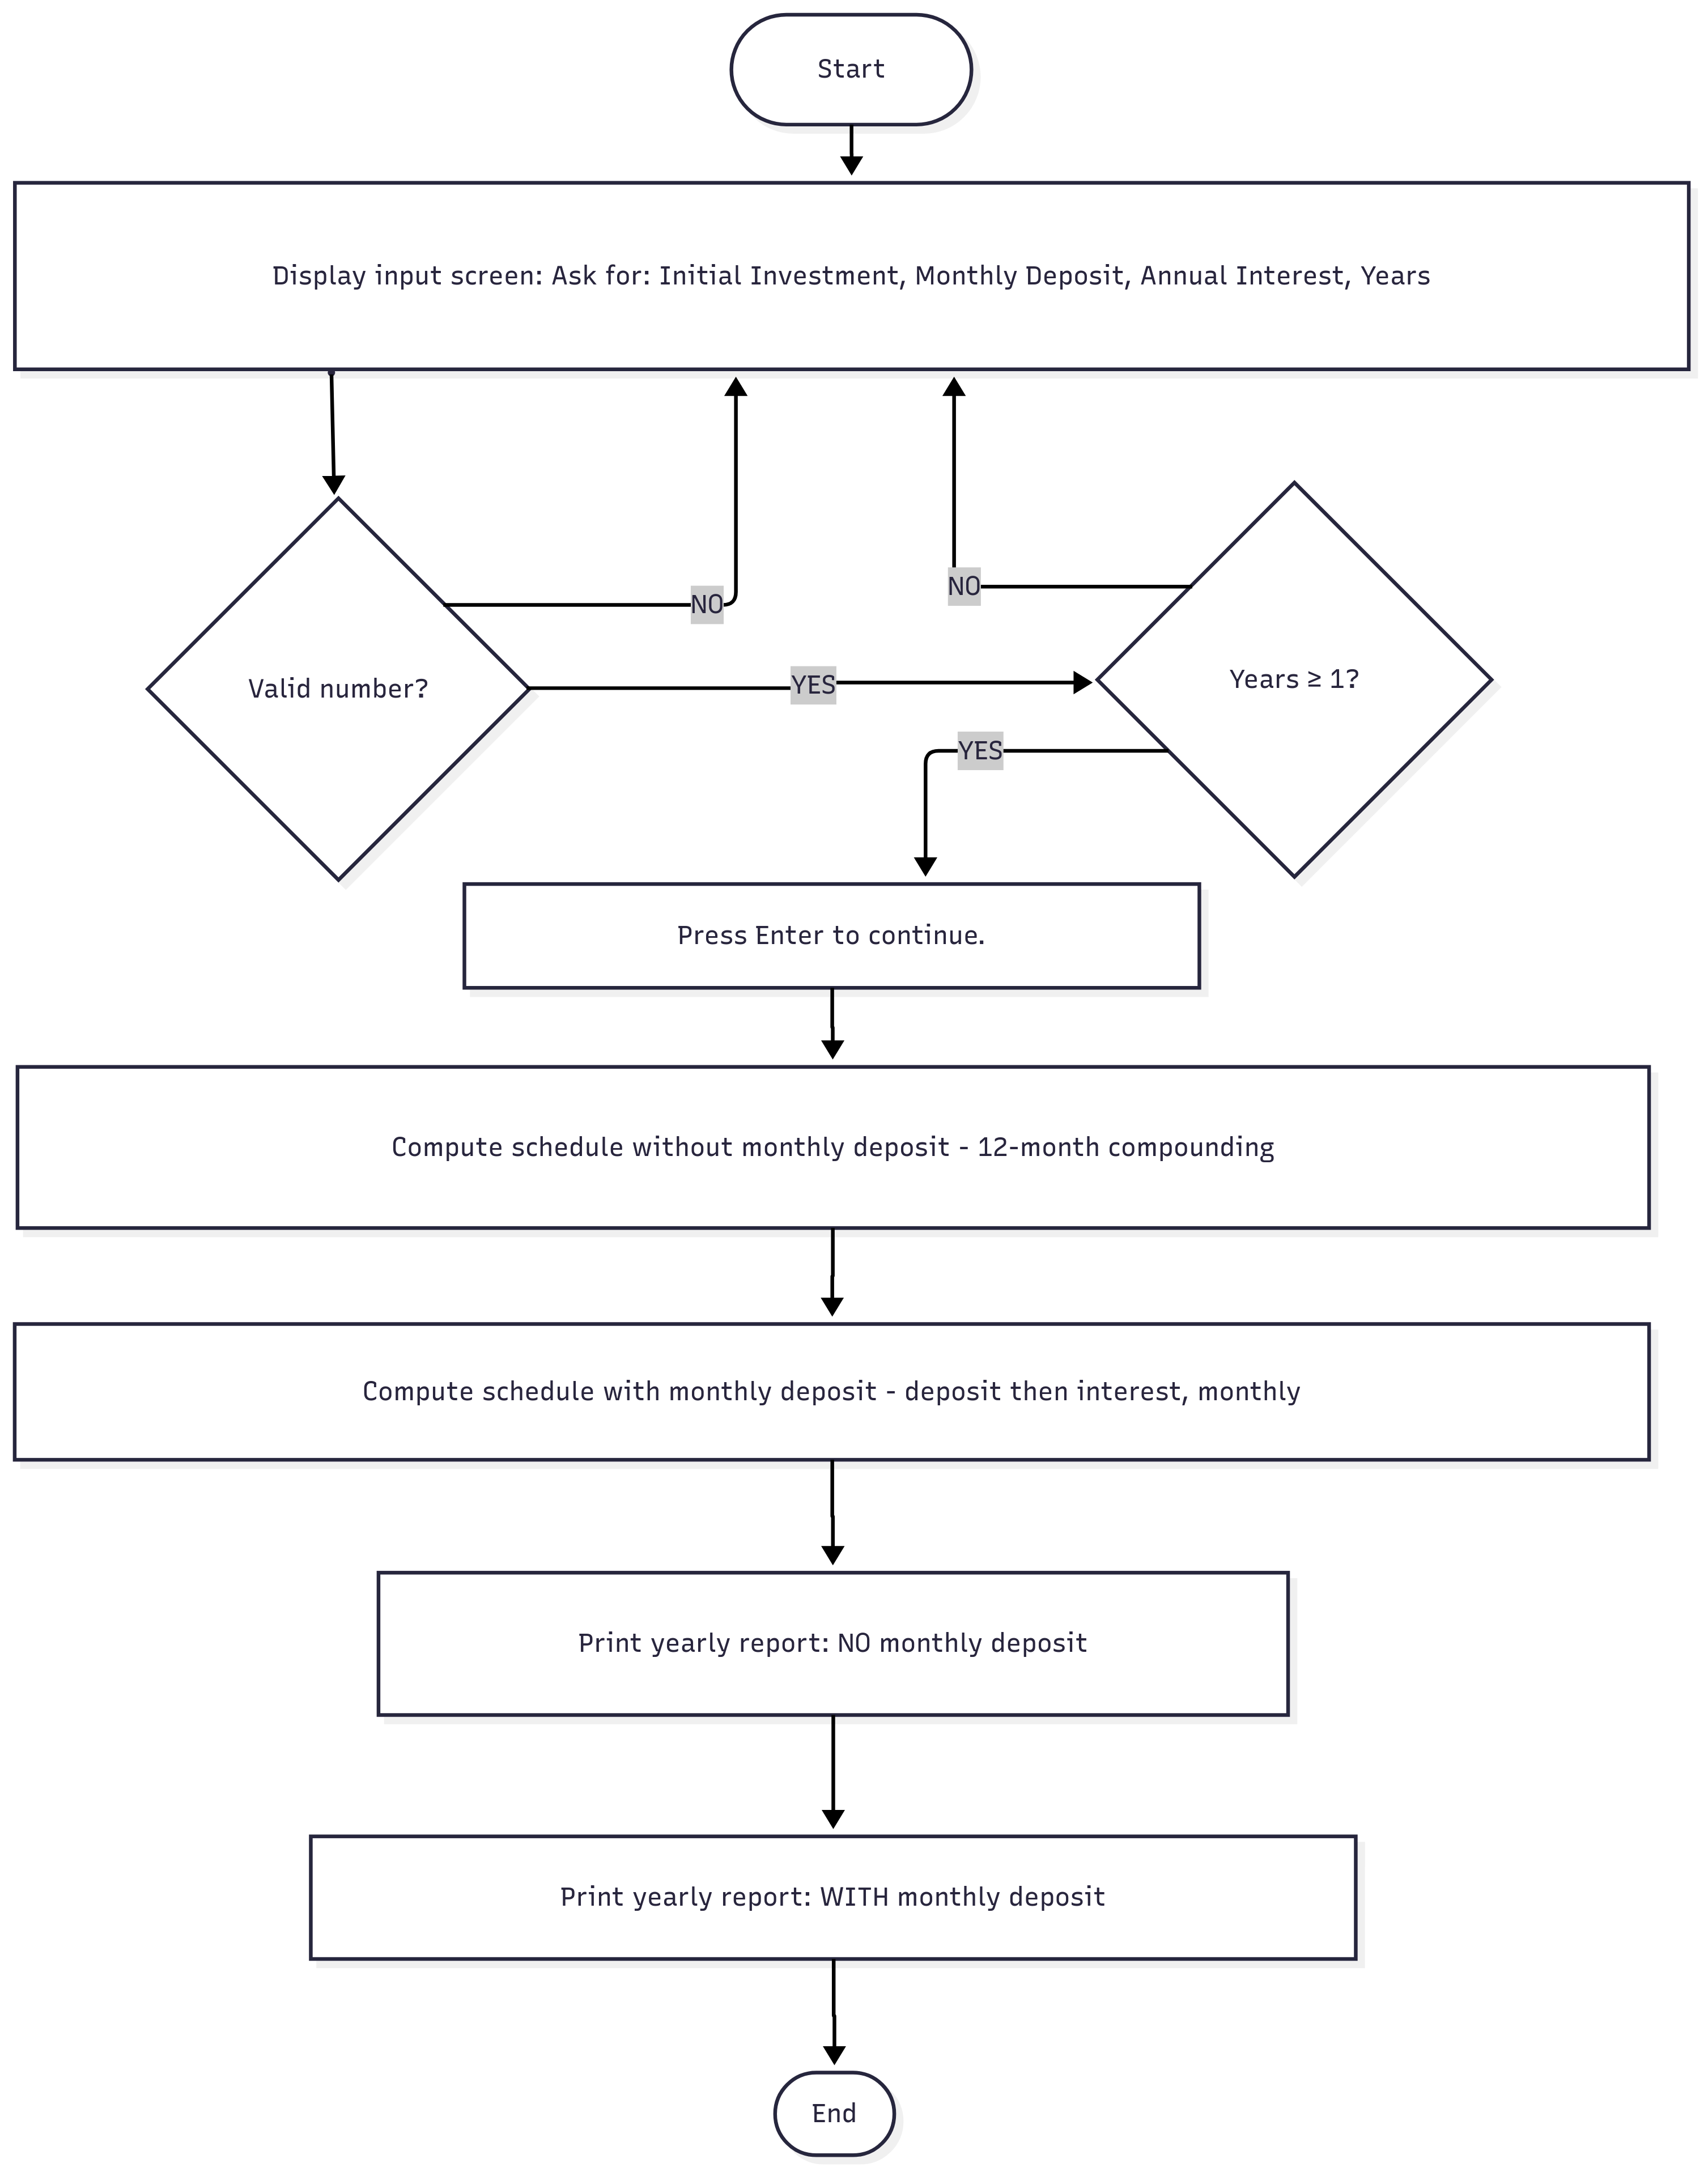 Start
Display input screen: Ask for: Initial Investment, Monthly Deposit, Annual Interest, Years
NO
NO
Valid number?
YES
Years ≥ 1?
YES
Press Enter to continue.
Compute schedule without monthly deposit - 12-month compounding
Compute schedule with monthly deposit - deposit then interest, monthly
Print yearly report: NO monthly deposit
Print yearly report: WITH monthly deposit
End